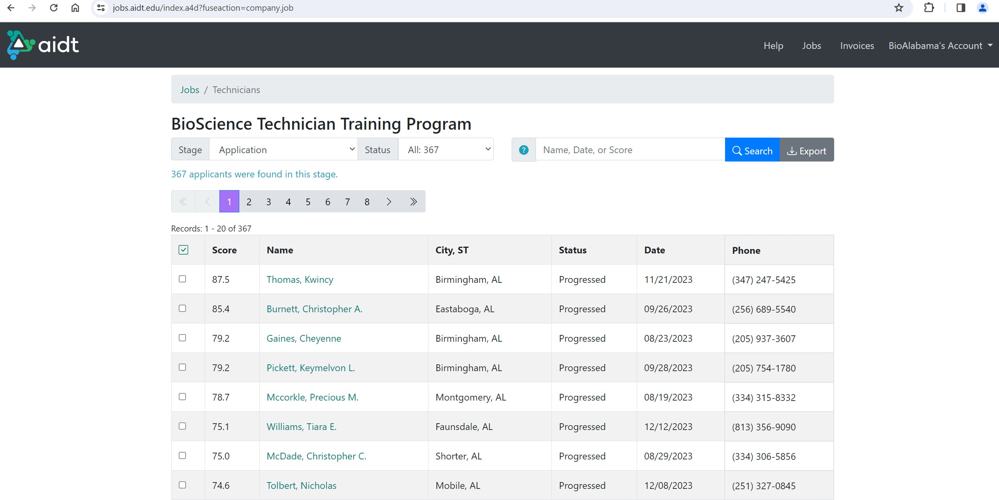 jobs.aidt.edu/index.a4d?fuseaction=company.job
aidt
Help Jobs Invoices BioAlabama's Account
Jobs / Technicians
BioScience Technician Training Program
Stage Application Status All: 367 ? Name, Date, or Score Search Export
367 applicants were found in this stage.
« ‹ 1 2 3 4 5 6 7 8 › »
Records: 1 - 20 of 367
Score Name City, ST Status Date Phone
87.5 Thomas, Kwincy Birmingham, AL Progressed 11/21/2023 (347) 247-5425
85.4 Burnett, Christopher A. Eastaboga, AL Progressed 09/26/2023 (256) 689-5540
79.2 Gaines, Cheyenne Birmingham, AL Progressed 08/23/2023 (205) 937-3607
79.2 Pickett, Keymelvon L. Birmingham, AL Progressed 09/28/2023 (205) 754-1780
78.7 Mccorkle, Precious M. Montgomery, AL Progressed 08/19/2023 (334) 315-8332
75.1 Williams, Tiara E. Faunsdale, AL Progressed 12/12/2023 (813) 356-9090
75.0 McDade, Christopher C. Shorter, AL Progressed 08/29/2023 (334) 306-5856
74.6 Tolbert, Nicholas Mobile, AL Progressed 12/08/2023 (251) 327-0845